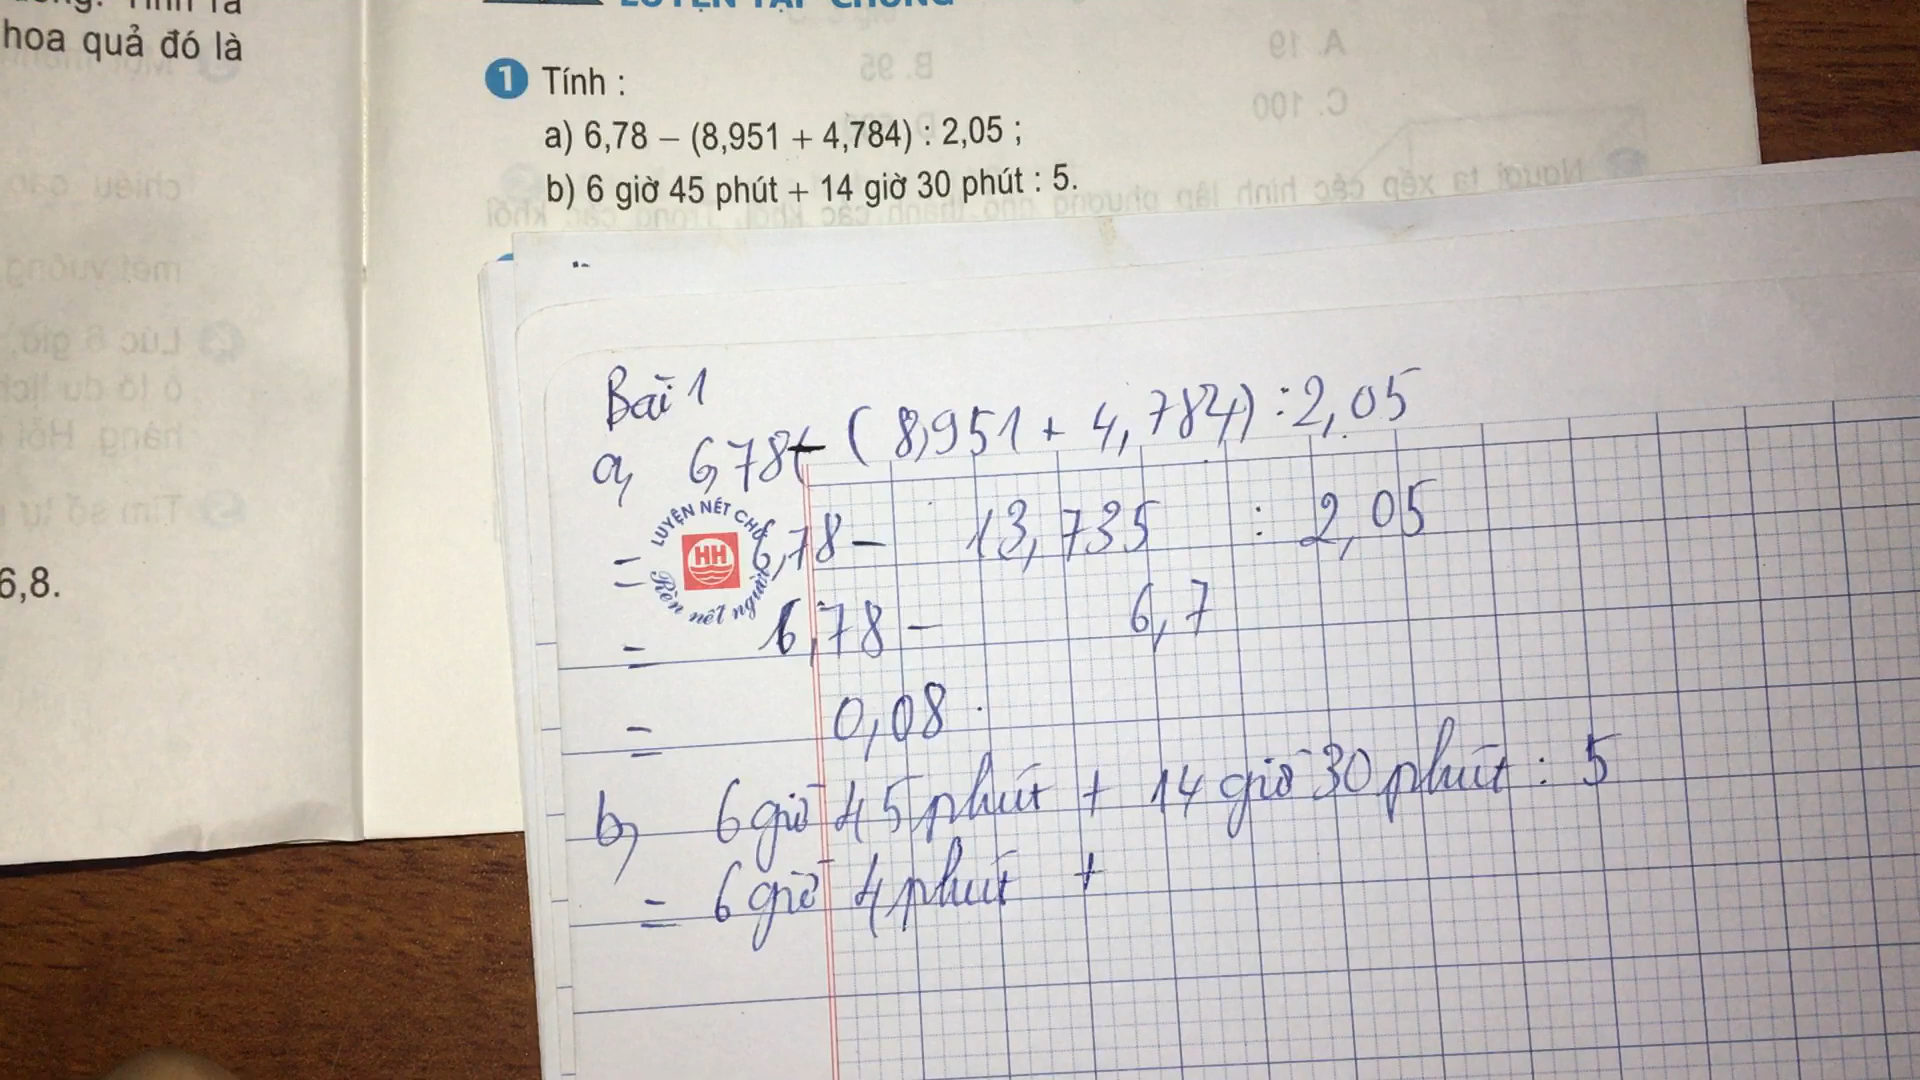 hoa quả đó là
6,8.
LUYỆN TẬP CHUNG
1 Tính :
a) 6,78 – (8,951 + 4,784) : 2,05 ;
b) 6 giờ 45 phút + 14 giờ 30 phút : 5.
Bài 1
a, 6,78 - ( 8,951 + 4,784) : 2,05
= 6,78 - 13,735 : 2,05
= 6,78 - 6,7
= 0,08
b, 6 giờ 45 phút + 14 giờ 30 phút : 5
= 6 giờ 4 phút +
LUYỆN NÉT CHỮ
HH
Rèn nết người